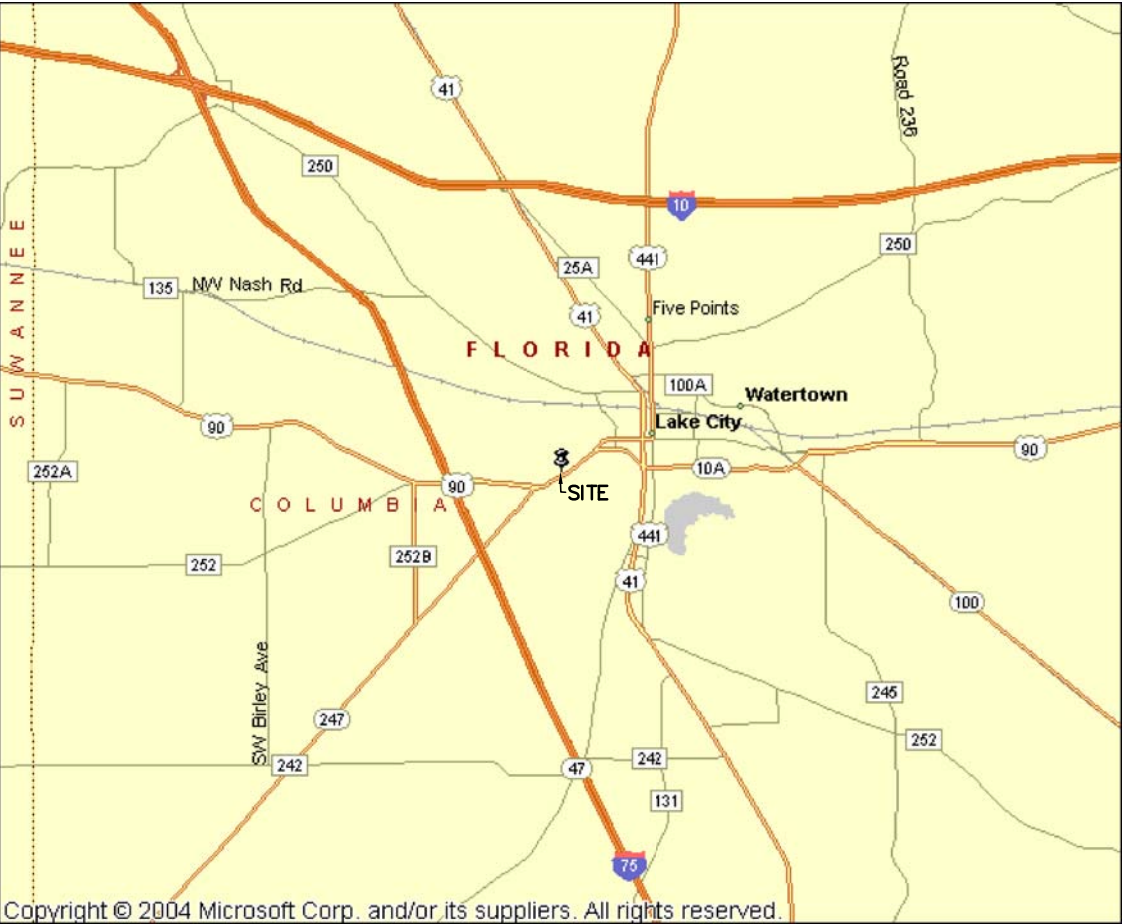 41
Road 236
250
10
250
441
25A
SUWANNEE
135
NW Nash Rd
Five Points
41
FLORIDA
100A
Watertown
Lake City
90
90
10A
252A
90
SITE
COLUMBIA
441
252B
252
41
100
SW Birley Ave
245
247
252
242
47
242
131
75
Copyright © 2004 Microsoft Corp. and/or its suppliers. All rights reserved.